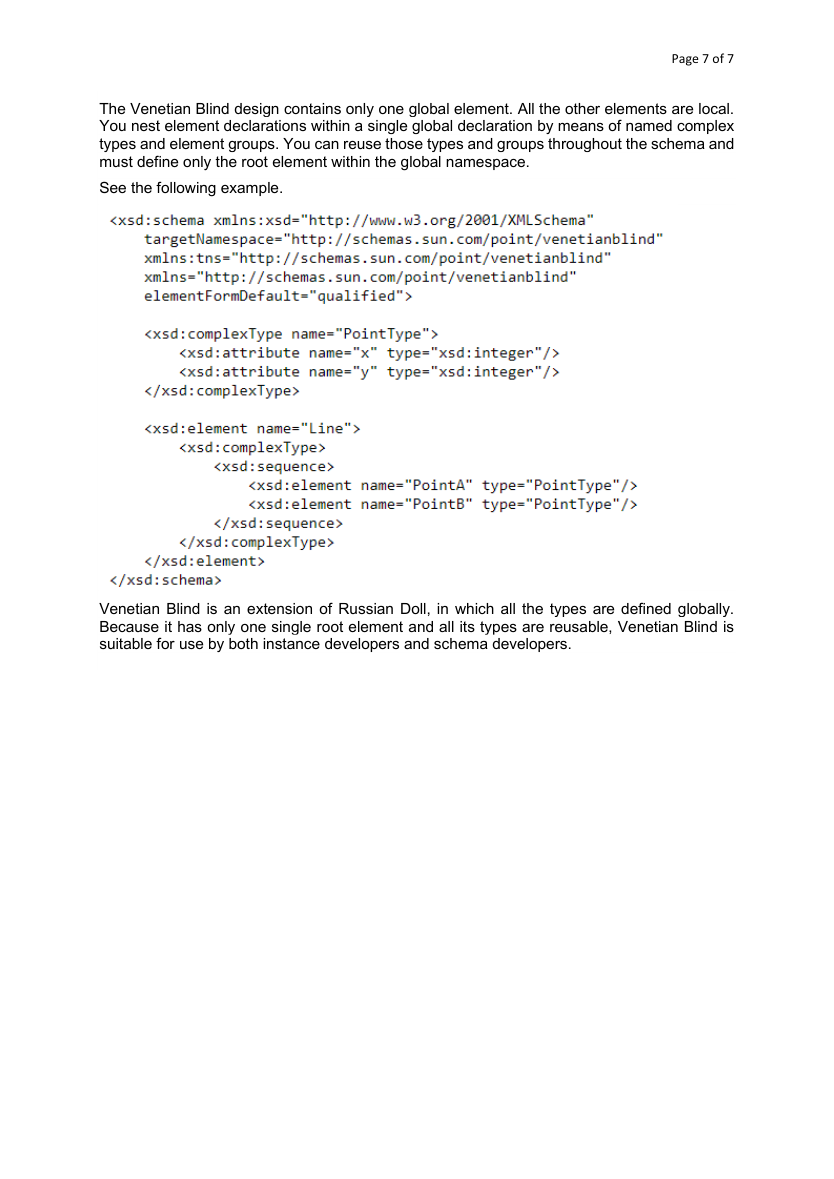 Page 7 of 7
The Venetian Blind design contains only one global element. All the other elements are local.
You nest element declarations within a single global declaration by means of named complex
types and element groups. You can reuse those types and groups throughout the schema and
must define only the root element within the global namespace.
See the following example.
<xsd:schema xmlns:xsd="http://www.w3.org/2001/XMLSchema"
    targetNamespace="http://schemas.sun.com/point/venetianblind"
    xmlns:tns="http://schemas.sun.com/point/venetianblind"
    xmlns="http://schemas.sun.com/point/venetianblind"
    elementFormDefault="qualified">
    <xsd:complexType name="PointType">
        <xsd:attribute name="x" type="xsd:integer"/>
        <xsd:attribute name="y" type="xsd:integer"/>
    </xsd:complexType>
    <xsd:element name="Line">
        <xsd:complexType>
            <xsd:sequence>
                <xsd:element name="PointA" type="PointType"/>
                <xsd:element name="PointB" type="PointType"/>
            </xsd:sequence>
        </xsd:complexType>
    </xsd:element>
</xsd:schema>
Venetian Blind is an extension of Russian Doll, in which all the types are defined globally.
Because it has only one single root element and all its types are reusable, Venetian Blind is
suitable for use by both instance developers and schema developers.